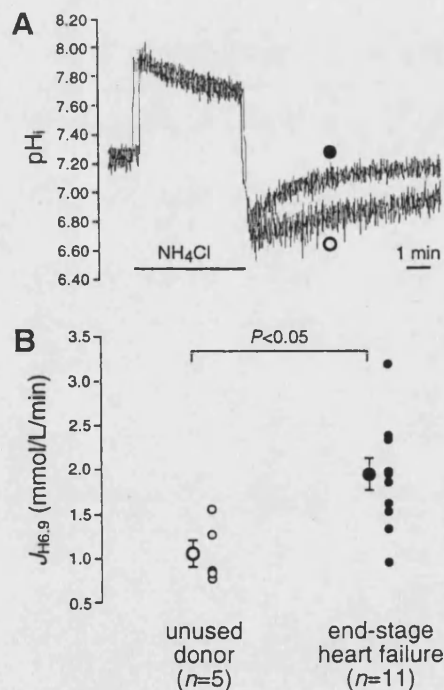 A
8.20
8.00
7.80
7.60
7.40
7.20
7.00
6.80
6.60
6.40
pHi
NH4Cl
1 min
B
P<0.05
3.5
3.0
2.5
2.0
1.5
1.0
0.5
JH6.9 (mmol/L/min)
unused
donor
(n=5)
end-stage
heart failure
(n=11)